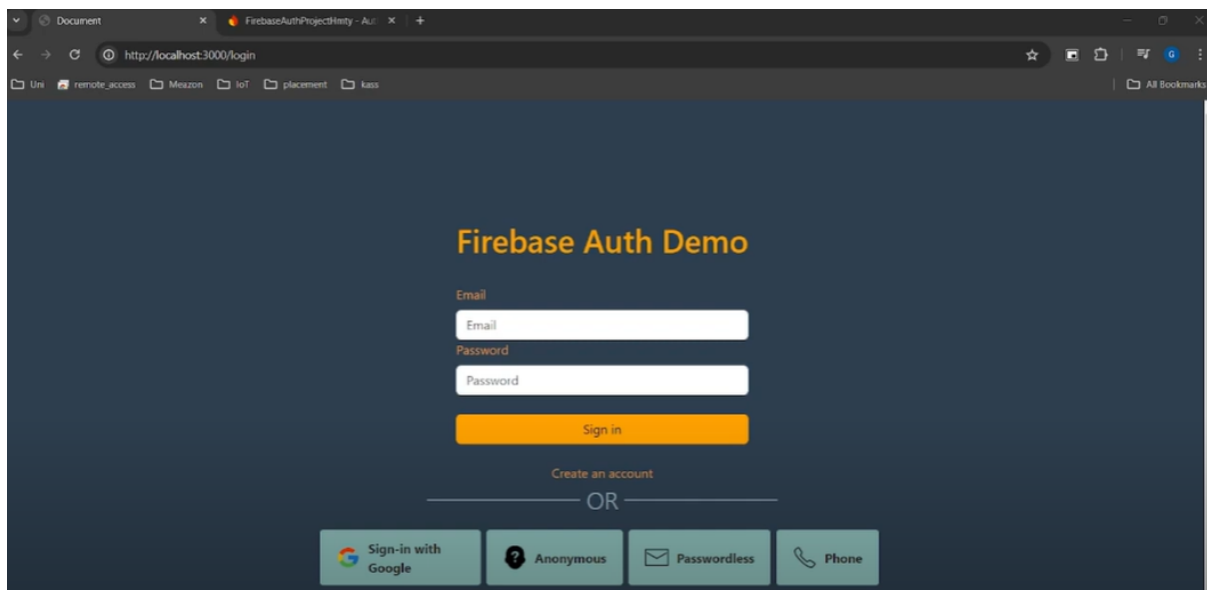 Document
FirebaseAuthProjectHmty - Aut
http://localhost:3000/login
G
Uni remote_access Meazon IoT placement kass All Bookmarks
Firebase Auth Demo
Email
Email
Password
Password
Sign in
Create an account
OR
Sign-in with
Google
Anonymous
Passwordless
Phone